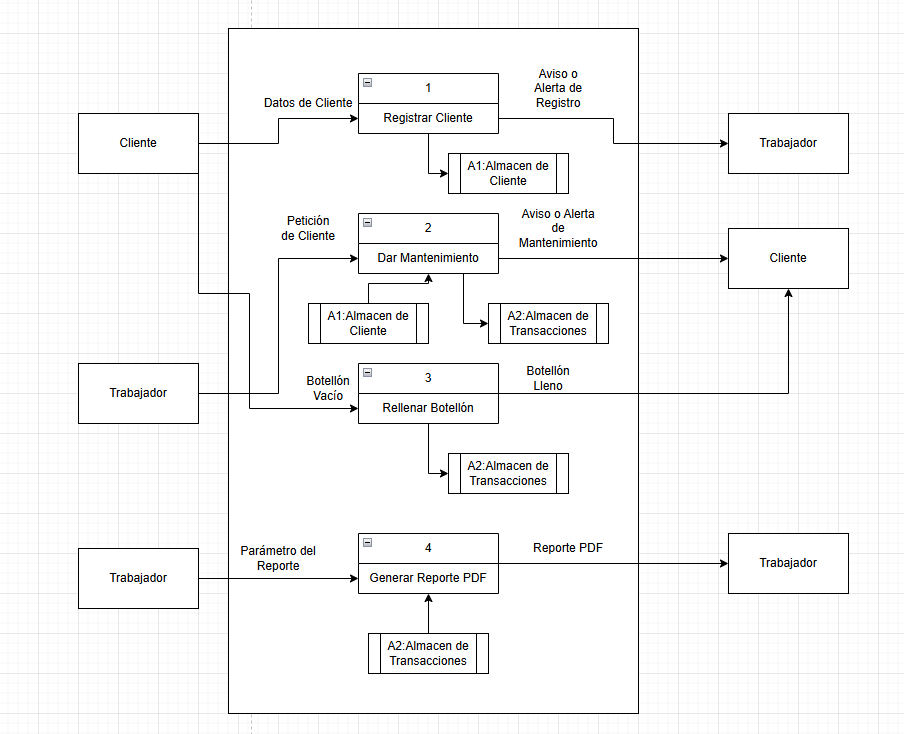 Datos de Cliente
1
Registrar Cliente
Aviso o
Alerta de
Registro
Cliente
Trabajador
A1:Almacen de
Cliente
Petición
de Cliente
2
Dar Mantenimiento
Aviso o Alerta
de
Mantenimiento
Cliente
A1:Almacen de
Cliente
A2:Almacen de
Transacciones
Trabajador
Botellón
Vacío
3
Rellenar Botellón
Botellón
Lleno
A2:Almacen de
Transacciones
Trabajador
Parámetro del
Reporte
4
Generar Reporte PDF
Reporte PDF
Trabajador
A2:Almacen de
Transacciones